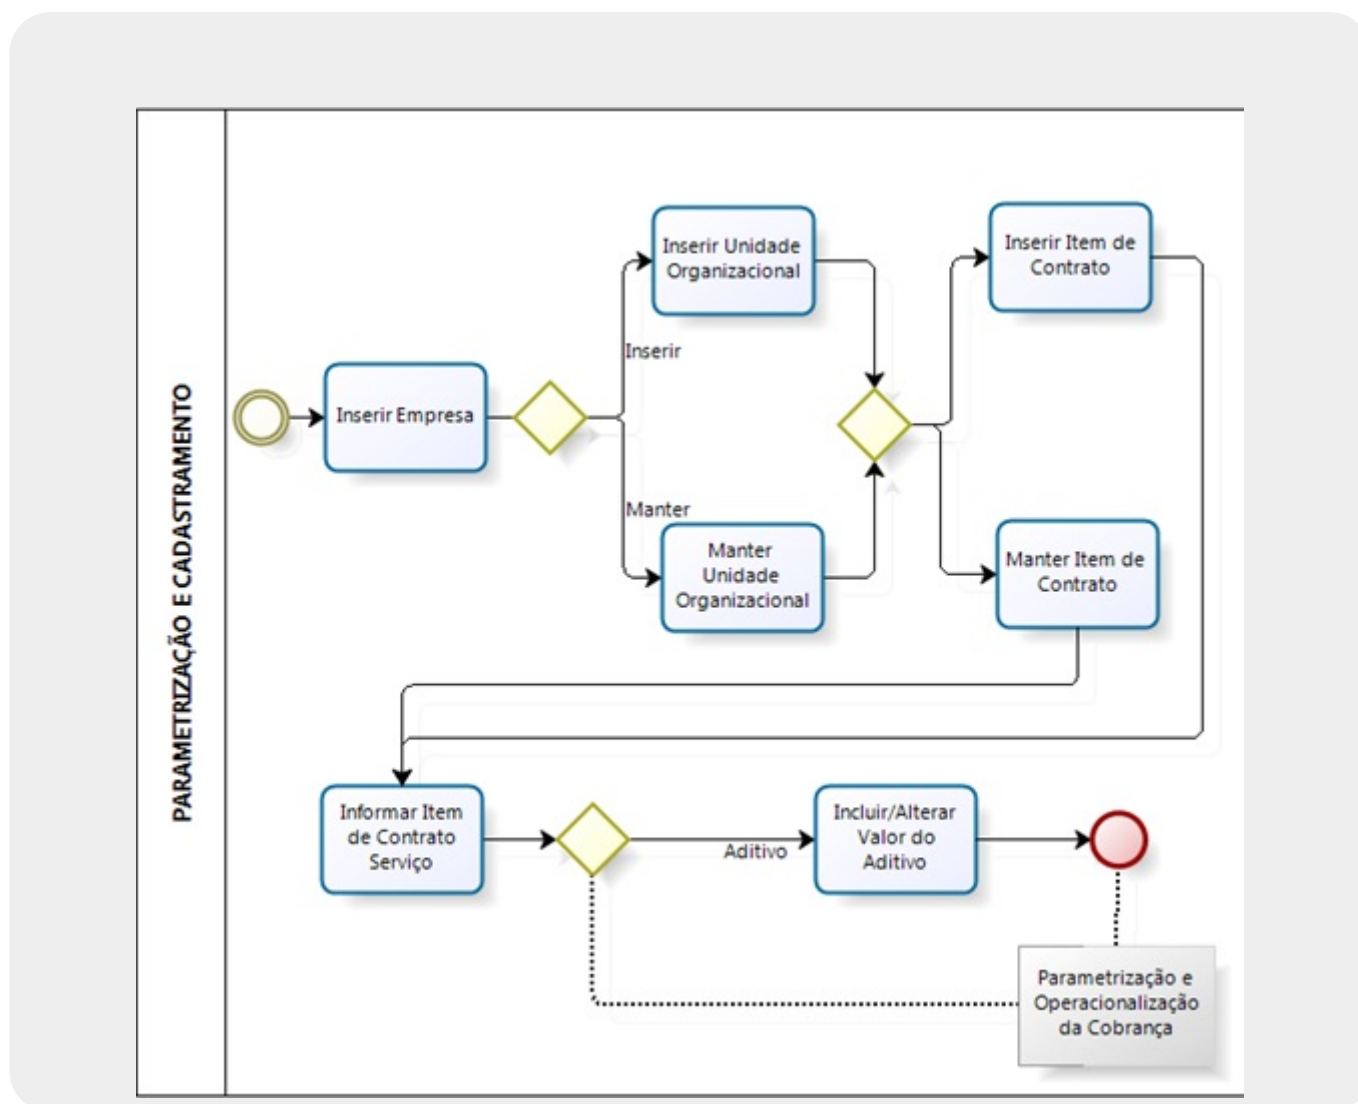 PARAMETRIZAÇÃO E CADASTRAMENTO
Inserir Empresa
Inserir
Manter
Inserir Unidade
Organizacional
Manter
Unidade
Organizacional
Inserir Item de
Contrato
Manter Item de
Contrato
Informar Item
de Contrato
Serviço
Aditivo
Incluir/Alterar
Valor do
Aditivo
Parametrização e
Operacionalização
da Cobrança